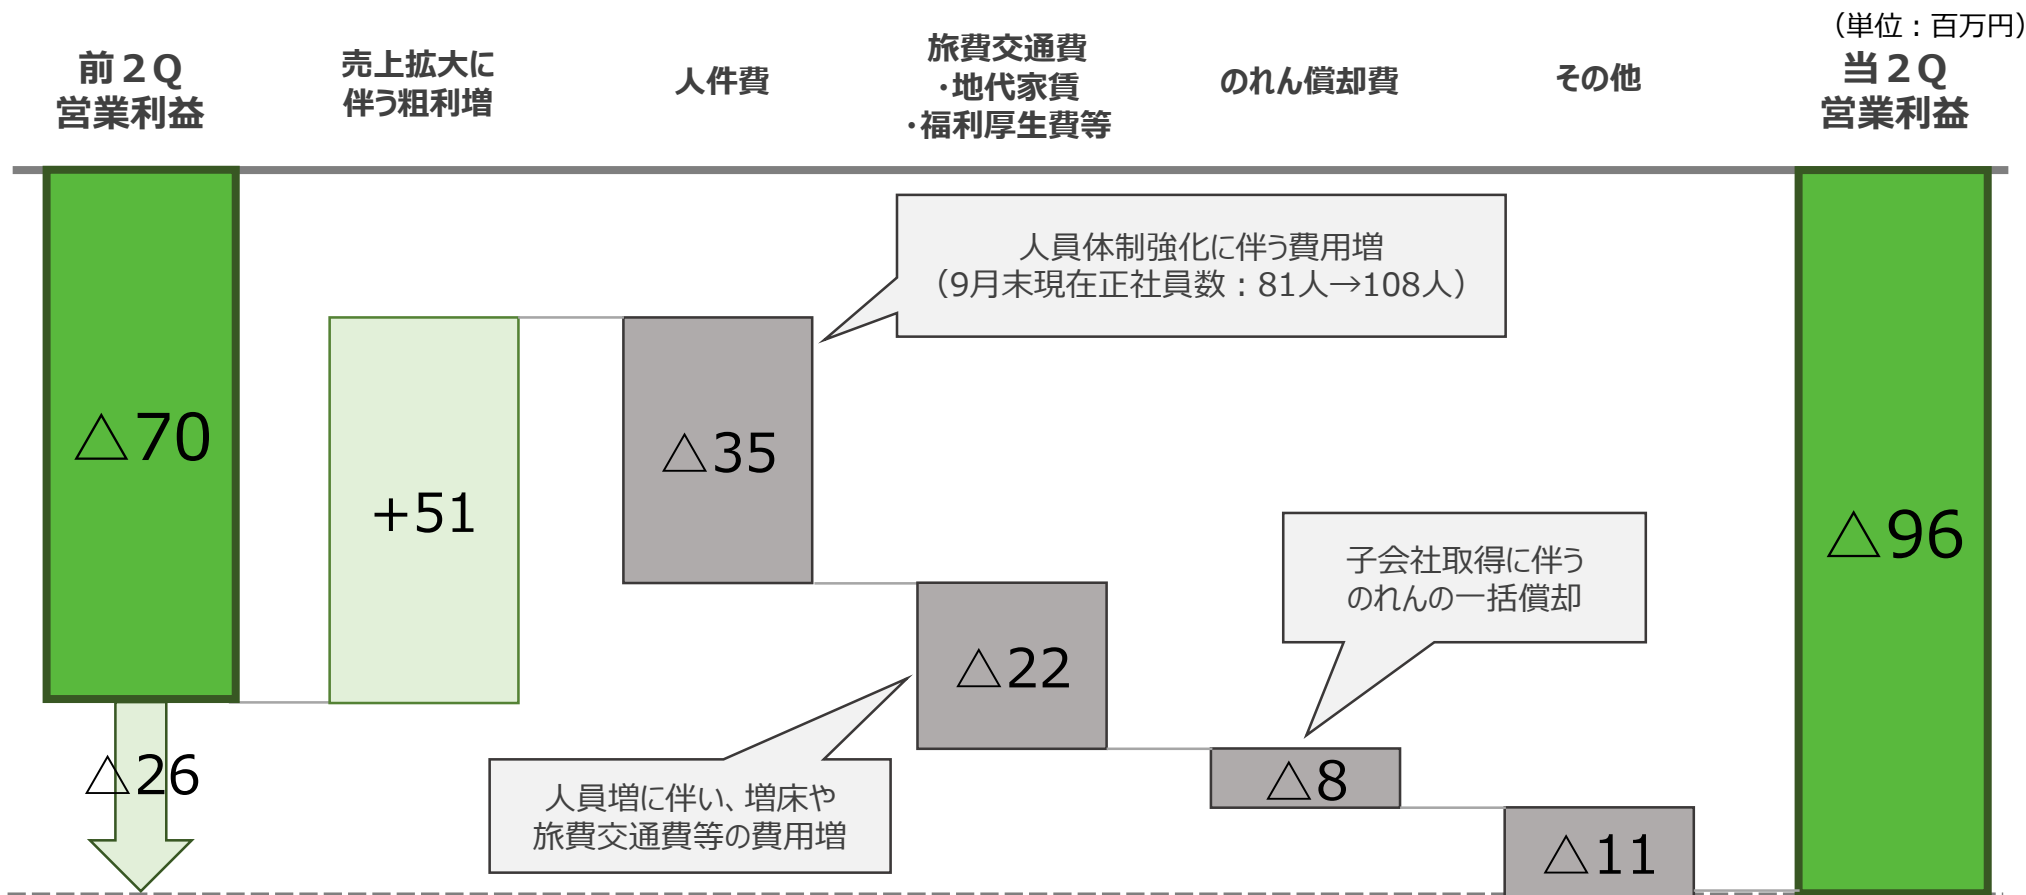 （単位：百万円）
前２Q
営業利益
売上拡大に
伴う粗利増
人件費
旅費交通費
・地代家賃
・福利厚生費等
のれん償却費
その他
当２Q
営業利益
人員体制強化に伴う費用増
（9月末現在正社員数：81人→108人）
△70
+51
△35
△22
子会社取得に伴う
のれんの一括償却
△96
△26
人員増に伴い、増床や
旅費交通費等の費用増
△8
△11